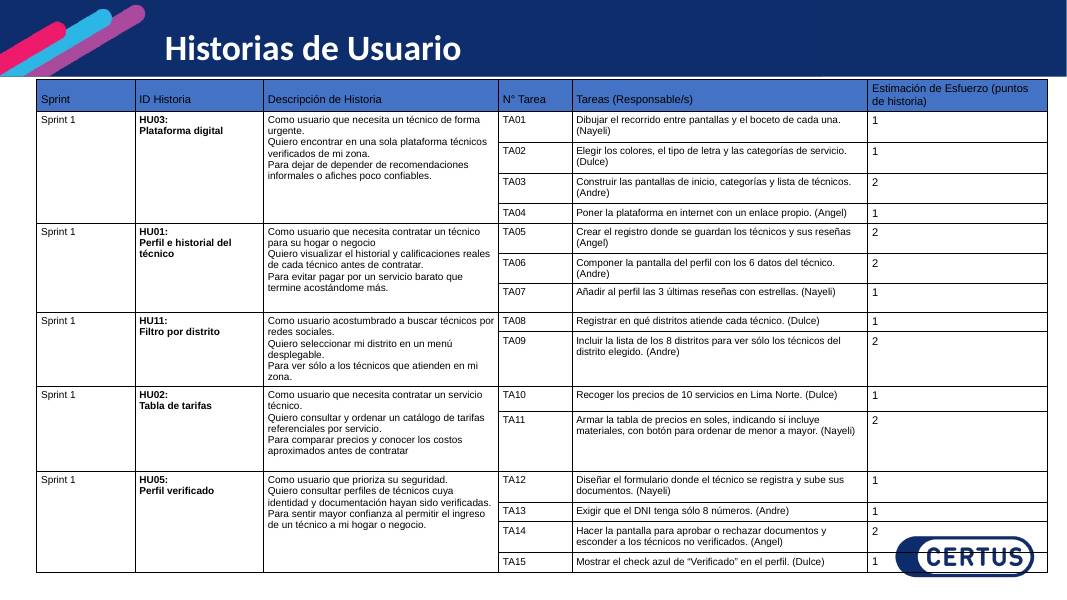 Historias de Usuario
Sprint
ID Historia
Descripción de Historia
N° Tarea
Tareas (Responsable/s)
Estimación de Esfuerzo (puntos
de historia)
Sprint 1
HU03:
Plataforma digital
Como usuario que necesita un técnico de forma
urgente.
Quiero encontrar en una sola plataforma técnicos
verificados de mi zona.
Para dejar de depender de recomendaciones
informales o afiches poco confiables.
TA01
Dibujar el recorrido entre pantallas y el boceto de cada una.
(Nayeli)
1
TA02
Elegir los colores, el tipo de letra y las categorías de servicio.
(Dulce)
1
TA03
Construir las pantallas de inicio, categorías y lista de técnicos.
(Andre)
2
TA04
Poner la plataforma en internet con un enlace propio. (Angel)
1
Sprint 1
HU01:
Perfil e historial del
técnico
Como usuario que necesita contratar un técnico
para su hogar o negocio
Quiero visualizar el historial y calificaciones reales
de cada técnico antes de contratar.
Para evitar pagar por un servicio barato que
termine acostándome más.
TA05
Crear el registro donde se guardan los técnicos y sus reseñas
(Angel)
2
TA06
Componer la pantalla del perfil con los 6 datos del técnico.
(Andre)
2
TA07
Añadir al perfil las 3 últimas reseñas con estrellas. (Nayeli)
1
Sprint 1
HU11:
Filtro por distrito
Como usuario acostumbrado a buscar técnicos por
redes sociales.
Quiero seleccionar mi distrito en un menú
desplegable.
Para ver sólo a los técnicos que atienden en mi
zona.
TA08
Registrar en qué distritos atiende cada técnico. (Dulce)
1
TA09
Incluir la lista de los 8 distritos para ver sólo los técnicos del
distrito elegido. (Andre)
2
Sprint 1
HU02:
Tabla de tarifas
Como usuario que necesita contratar un servicio
técnico.
Quiero consultar y ordenar un catálogo de tarifas
referenciales por servicio.
Para comparar precios y conocer los costos
aproximados antes de contratar
TA10
Recoger los precios de 10 servicios en Lima Norte. (Dulce)
1
TA11
Armar la tabla de precios en soles, indicando si incluye
materiales, con botón para ordenar de menor a mayor. (Nayeli)
2
Sprint 1
HU05:
Perfil verificado
Como usuario que prioriza su seguridad.
Quiero consultar perfiles de técnicos cuya
identidad y documentación hayan sido verificadas.
Para sentir mayor confianza al permitir el ingreso
de un técnico a mi hogar o negocio.
TA12
Diseñar el formulario donde el técnico se registra y sube sus
documentos. (Nayeli)
1
TA13
Exigir que el DNI tenga sólo 8 números. (Andre)
1
TA14
Hacer la pantalla para aprobar o rechazar documentos y
esconder a los técnicos no verificados. (Angel)
2
TA15
Mostrar el check azul de “Verificado” en el perfil. (Dulce)
1
CERTUS